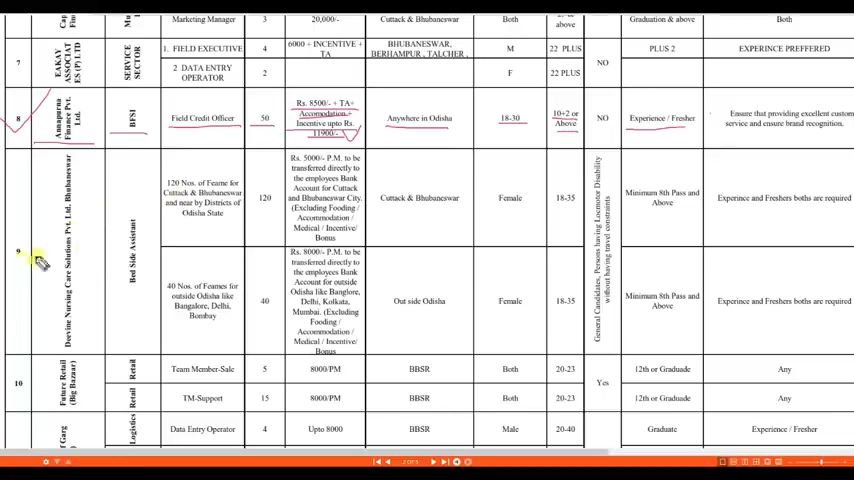 Marketing Manager
3
20,000/-
Cuttack & Bhubaneswar
Both
Graduation & above
Both
7
EAKAY
ASSOCIAT
ES (P) LTD
SERVICE
SECTOR
1. FIELD EXECUTIVE
4
6000 + INCENTIVE +
TA
BHUBANESWAR,
BERHAMPUR , TALCHER ,
M
22 PLUS
NO
PLUS 2
EXPERINCE PREFFERED
2 DATA ENTRY
OPERATOR
2
F
22 PLUS
8
Annapurna
Finance Pvt.
Ltd.
BFSI
Field Credit Officer
50
Rs. 8500/- + TA+
Accomodation +
Incentive upto Rs.
11900/-
Anywhere in Odisha
18-30
10+2 or
Above
NO
Experience / Fresher
Ensure that providing excellent custom
service and ensure brand recognition.
9
Deevine Nursing Care Solutions Pvt. Ltd. Bhubaneswar
Bed Side Assistant
120 Nos. of Feame for
Cuttack & Bhubaneswar
and near by Districts of
Odisha State
120
Rs. 5000/- P.M. to be
transferred directly to
the employees Bank
Account for Cuttack
and Bhubaneswar City.
(Excluding Fooding /
Accommodation /
Medical / Incentive/
Bonus
Cuttack & Bhubaneswar
Female
18-35
General Candidates, Persons having Locmotor Disability
without having travel constraints
Minimum 8th Pass and
Above
Experince and Freshers boths are required
40 Nos. of Feames for
outside Odisha like
Bangalore, Delhi,
Bombay
40
Rs. 8000/- P.M. to be
transferred directly to
the employees Bank
Account for outside
Odisha like Banglore,
Delhi, Kolkata,
Mumbai. (Excluding
Fooding /
Accommodation /
Medical / Incentive/
Bonus
Out side Odisha
Female
18-35
Minimum 8th Pass and
Above
Experince and Freshers boths are required
10
Future Retail
(Big Bazaar)
Retail
Team Member-Sale
5
8000/PM
BBSR
Both
20-23
Yes
12th or Graduade
Any
Retail
TM-Support
15
8000/PM
BBSR
Both
20-23
12th or Graduade
Any
f Garg
Logistics
Data Entry Operator
4
Upto 8000
BBSR
Male
20-40
Graduate
Experience / Fresher